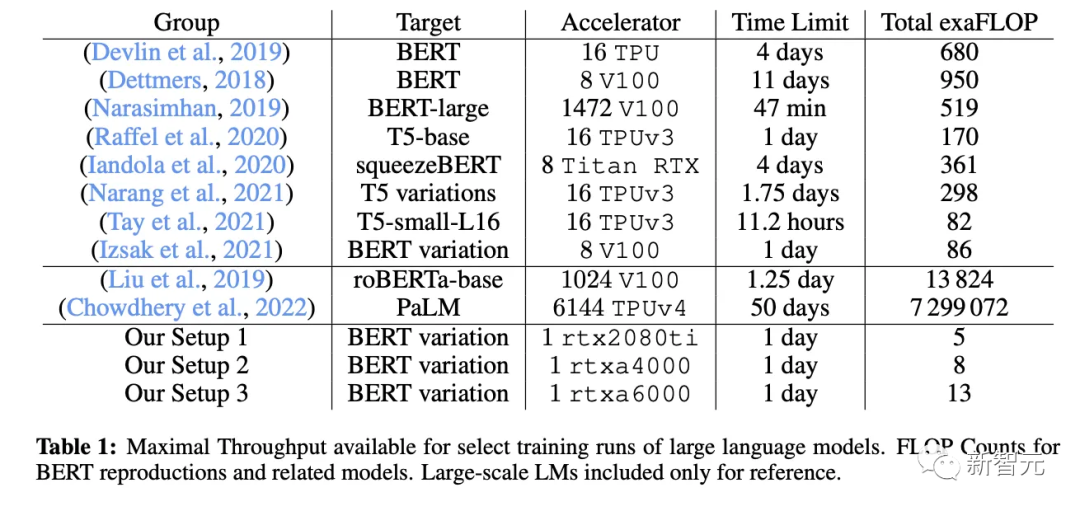 Group Target Accelerator Time Limit Total exaFLOP
(Devlin et al., 2019) BERT 16 TPU 4 days 680
(Dettmers, 2018) BERT 8 V100 11 days 950
(Narasimhan, 2019) BERT-large 1472 V100 47 min 519
(Raffel et al., 2020) T5-base 16 TPUv3 1 day 170
(Iandola et al., 2020) squeezeBERT 8 Titan RTX 4 days 361
(Narang et al., 2021) T5 variations 16 TPUv3 1.75 days 298
(Tay et al., 2021) T5-small-L16 16 TPUv3 11.2 hours 82
(Izsak et al., 2021) BERT variation 8 V100 1 day 86
(Liu et al., 2019) roBERTa-base 1024 V100 1.25 day 13 824
(Chowdhery et al., 2022) PaLM 6144 TPUv4 50 days 7 299 072
Our Setup 1 BERT variation 1 rtx2080ti 1 day 5
Our Setup 2 BERT variation 1 rtxa4000 1 day 8
Our Setup 3 BERT variation 1 rtxa6000 1 day 13
Table 1: Maximal Throughput available for select training runs of large language models. FLOP Counts for
BERT reproductions and related models. Large-scale LMs included only for reference.
新智元